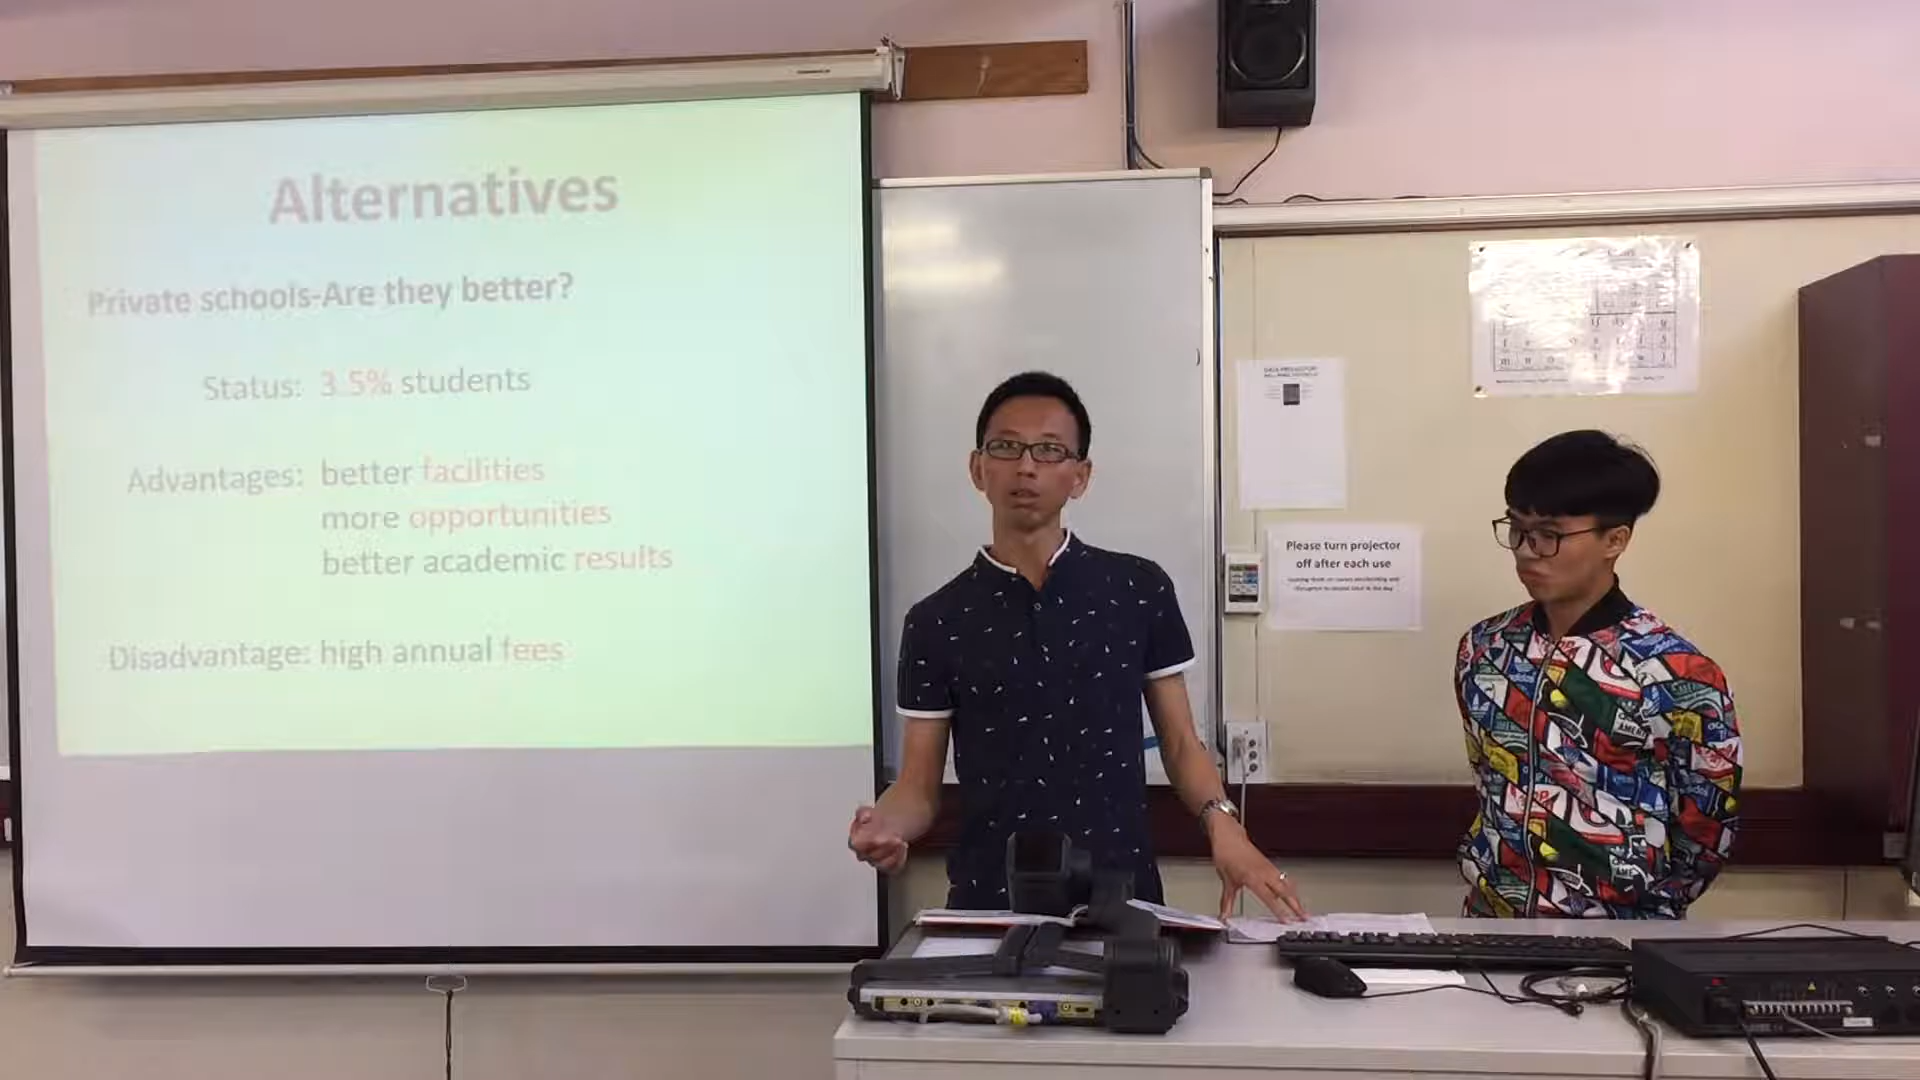 Alternatives
Private schools-Are they better?
Status: 3.5% students
Advantages: better facilities
more opportunities
better academic results
Disadvantage: high annual fees
Please turn projector
off after each use